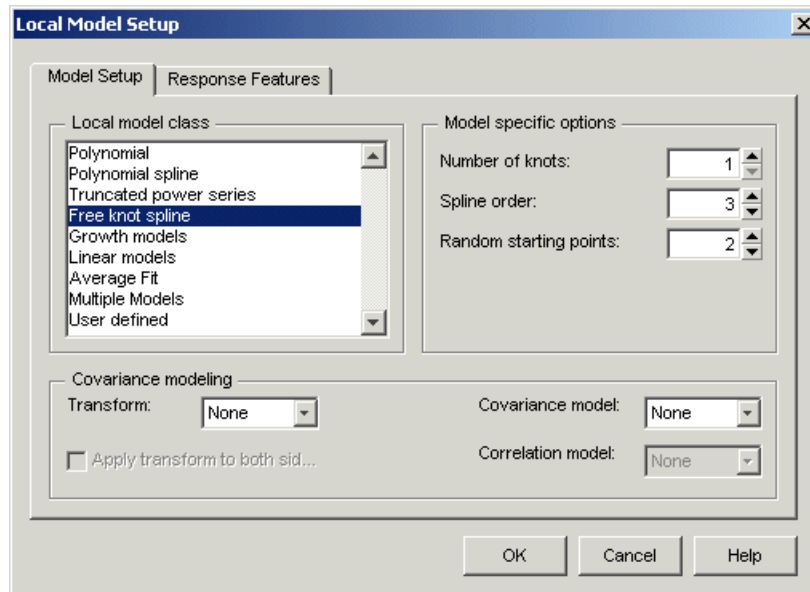 Local Model Setup
Model Setup
Response Features
Local model class
Polynomial
Polynomial spline
Truncated power series
Free knot spline
Growth models
Linear models
Average Fit
Multiple Models
User defined
Model specific options
Number of knots: 1
Spline order: 3
Random starting points: 2
Covariance modeling
Transform: None
Apply transform to both sid...
Covariance model: None
Correlation model: None
OK
Cancel
Help